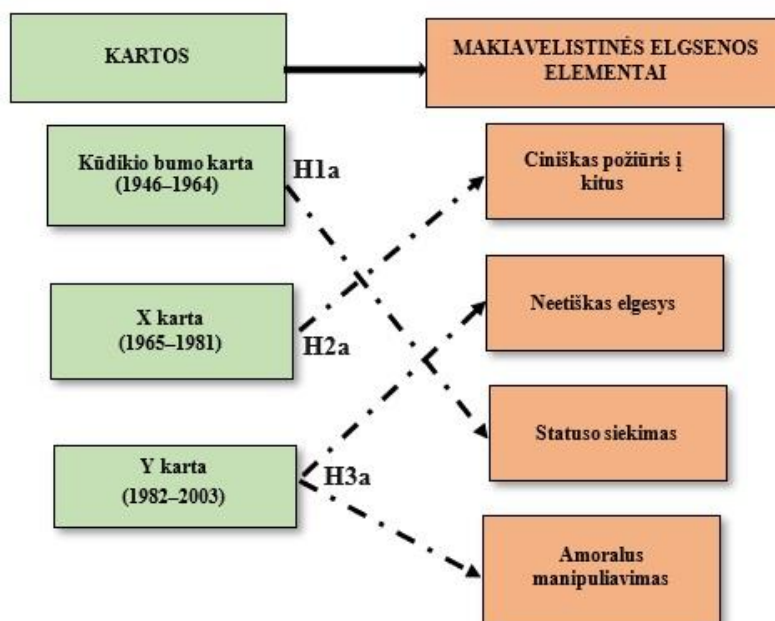 KARTOS
MAKIAVELISTINĖS ELGSENOS
ELEMENTAI
Kūdikio bumo karta
(1946–1964)
H1a
Ciniškas požiūris į
kitus
X karta
(1965–1981)
H2a
Neetiškas elgesys
Statuso siekimas
Y karta
(1982–2003)
H3a
Amoralus
manipuliavimas